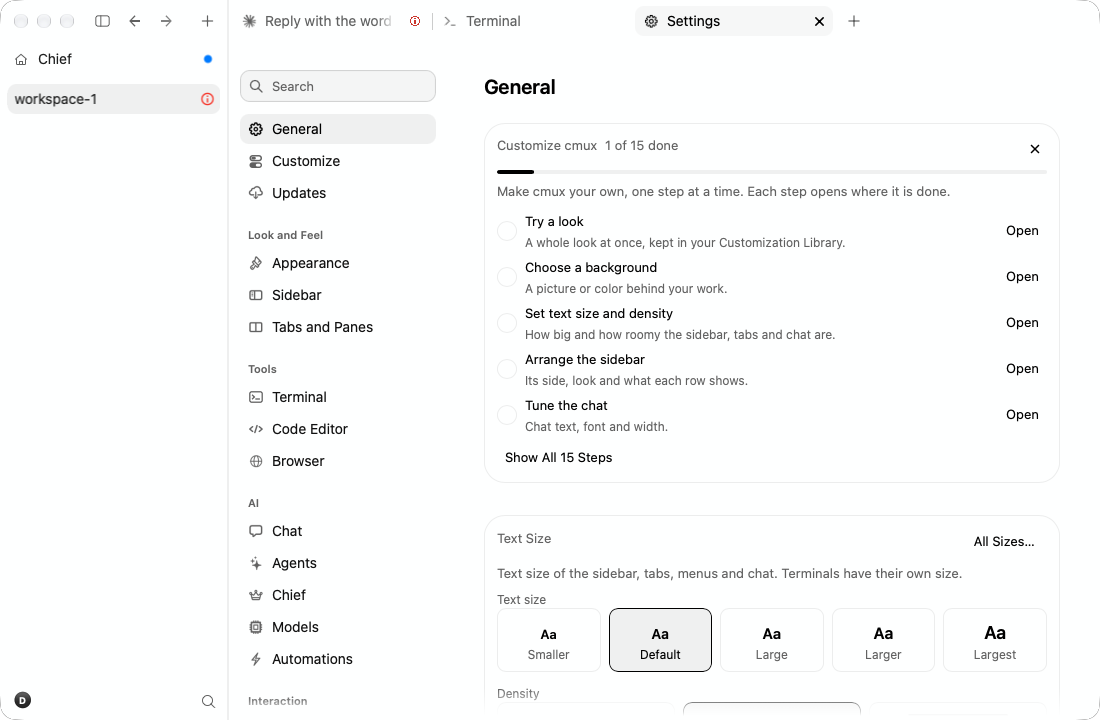 Reply with the word
Terminal
Settings
Chief
workspace-1
D
Search
General
Customize
Updates
Look and Feel
Appearance
Sidebar
Tabs and Panes
Tools
Terminal
Code Editor
Browser
AI
Chat
Agents
Chief
Models
Automations
Interaction
General
Customize cmux 1 of 15 done
Make cmux your own, one step at a time. Each step opens where it is done.
Try a look
A whole look at once, kept in your Customization Library.
Open
Choose a background
A picture or color behind your work.
Open
Set text size and density
How big and how roomy the sidebar, tabs and chat are.
Open
Arrange the sidebar
Its side, look and what each row shows.
Open
Tune the chat
Chat text, font and width.
Open
Show All 15 Steps
Text Size
All Sizes...
Text size of the sidebar, tabs, menus and chat. Terminals have their own size.
Text size
Aa
Smaller
Aa
Default
Aa
Large
Aa
Larger
Aa
Largest
Density